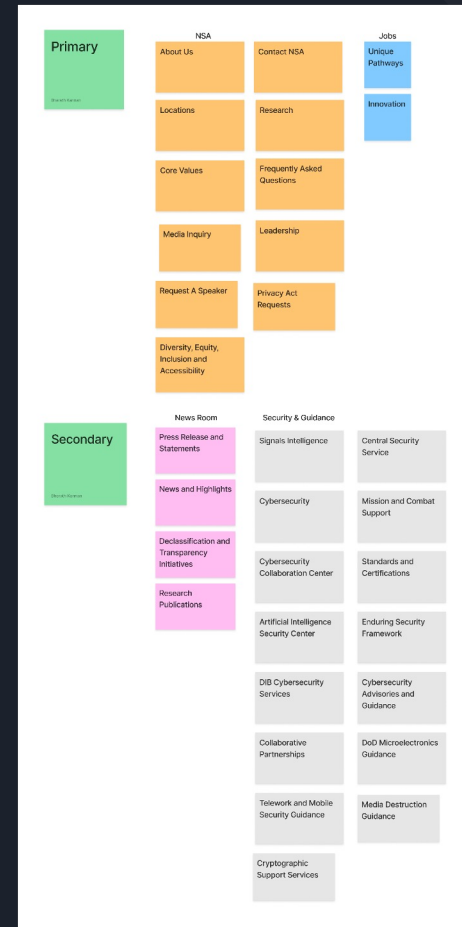 Primary
NSA
Jobs
About Us
Contact NSA
Unique
Pathways
Locations
Research
Innovation
Core Values
Frequently Asked
Questions
Media Inquiry
Leadership
Request A Speaker
Privacy Act
Requests
Diversity, Equity,
Inclusion and
Accessibility
Secondary
News Room
Security & Guidance
Press Release and
Statements
Signals Intelligence
Central Security
Service
News and Highlights
Cybersecurity
Mission and Combat
Support
Declassification and
Transparency
Initiatives
Cybersecurity
Collaboration Center
Standards and
Certifications
Research
Publications
Artificial Intelligence
Security Center
Enduring Security
Framework
DIB Cybersecurity
Services
Cybersecurity
Advisories and
Guidance
Collaborative
Partnerships
DoD Microelectronics
Guidance
Telework and Mobile
Security Guidance
Media Destruction
Guidance
Cryptographic
Support Services